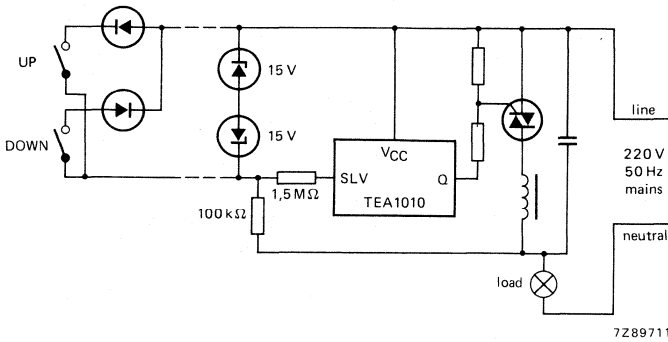 UP
DOWN
15 V
15 V
VCC
SLV
Q
TEA1010
1,5 MΩ
100 kΩ
line
220 V
50 Hz
mains
neutral
load
7Z89711